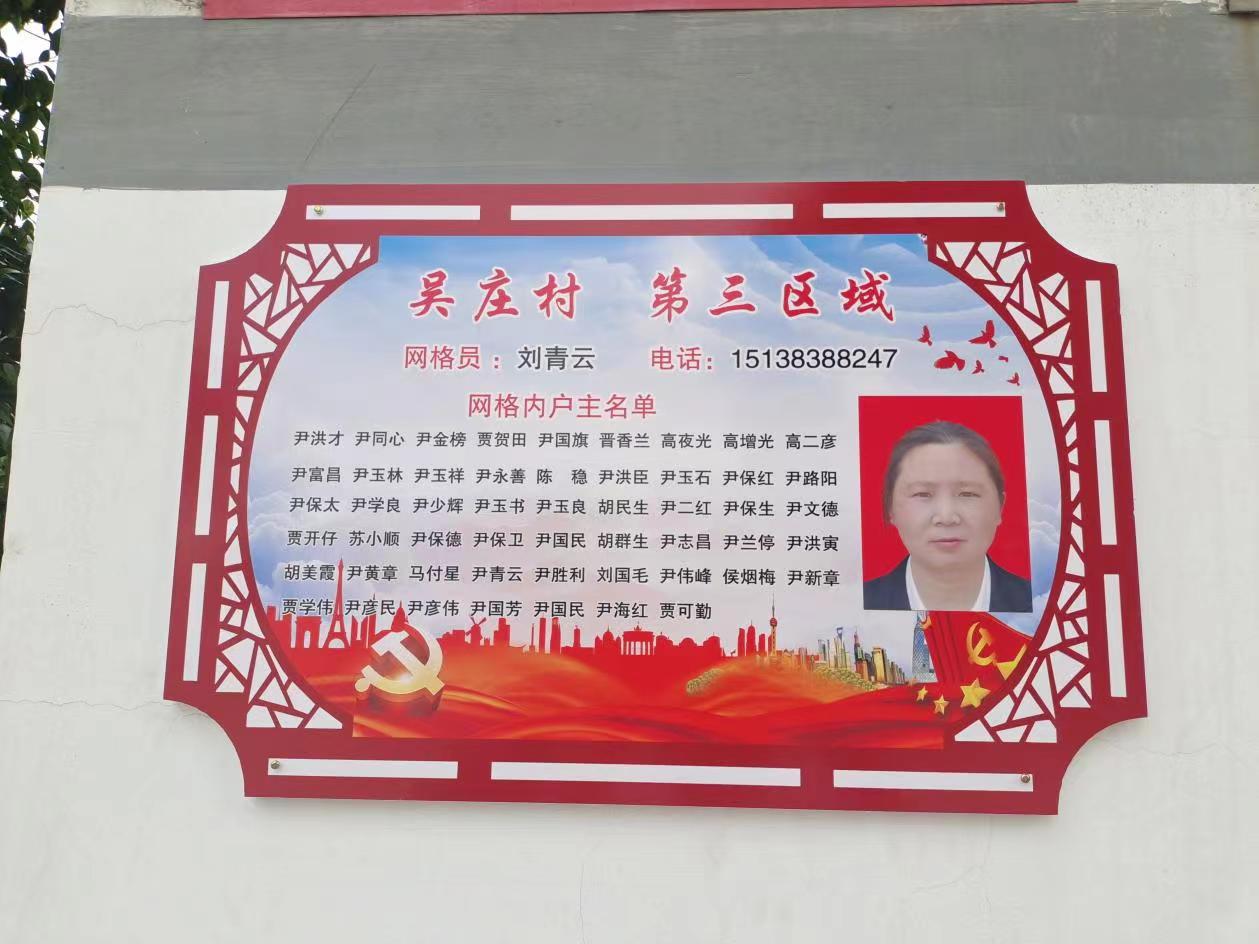 吴庄村 第三区域
网格员：刘青云 电话：15138388247
网格内户主名单
尹洪才 尹同心 尹金榜 贾贺田 尹国旗 晋香兰 高夜光 高增光 高二彦
尹富昌 尹玉林 尹玉祥 尹永善 陈 稳 尹洪臣 尹玉石 尹保红 尹路阳
尹保太 尹学良 尹少辉 尹玉书 尹玉良 胡民生 尹二红 尹保生 尹文德
贾开仔 苏小顺 尹保德 尹保卫 尹国民 胡群生 尹志昌 尹兰停 尹洪寅
胡美霞 尹黄章 马付星 尹青云 尹胜利 刘国毛 尹伟峰 侯烟梅 尹新章
贾学伟 尹彦民 尹彦伟 尹国芳 尹国民 尹海红 贾可勤